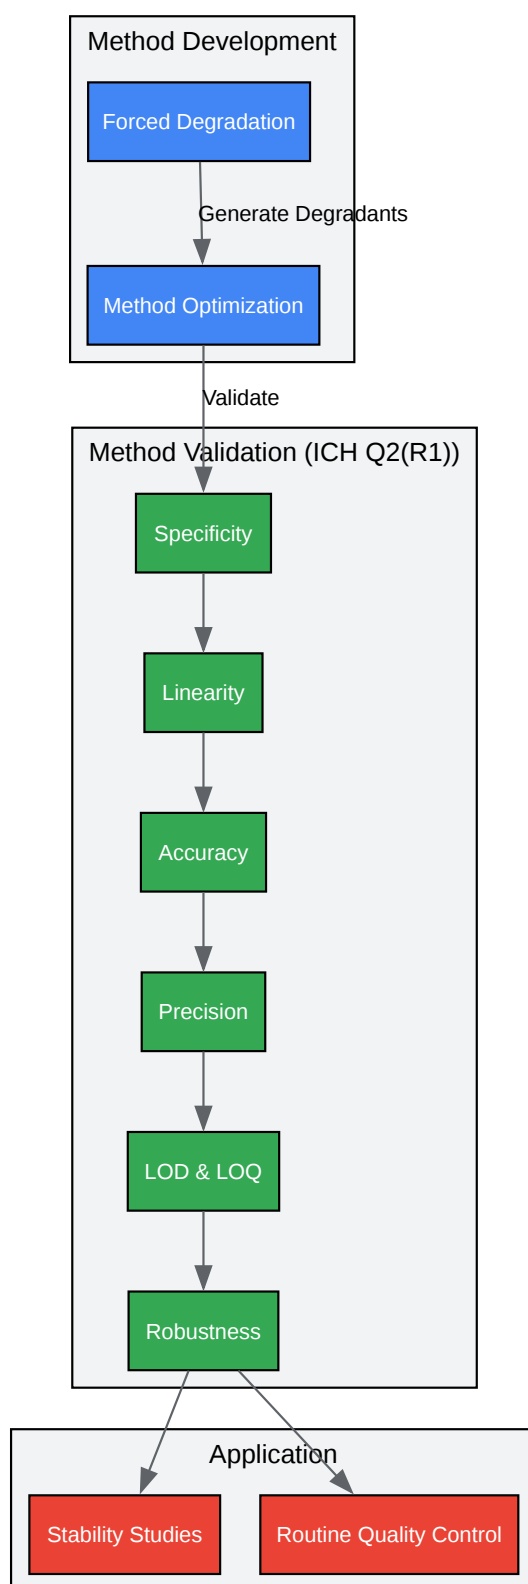 Method Development
Forced Degradation
Generate Degradants
Method Optimization
Validate
Method Validation (ICH Q2(R1))
Specificity
Linearity
Accuracy
Precision
LOD & LOQ
Robustness
Application
Stability Studies
Routine Quality Control